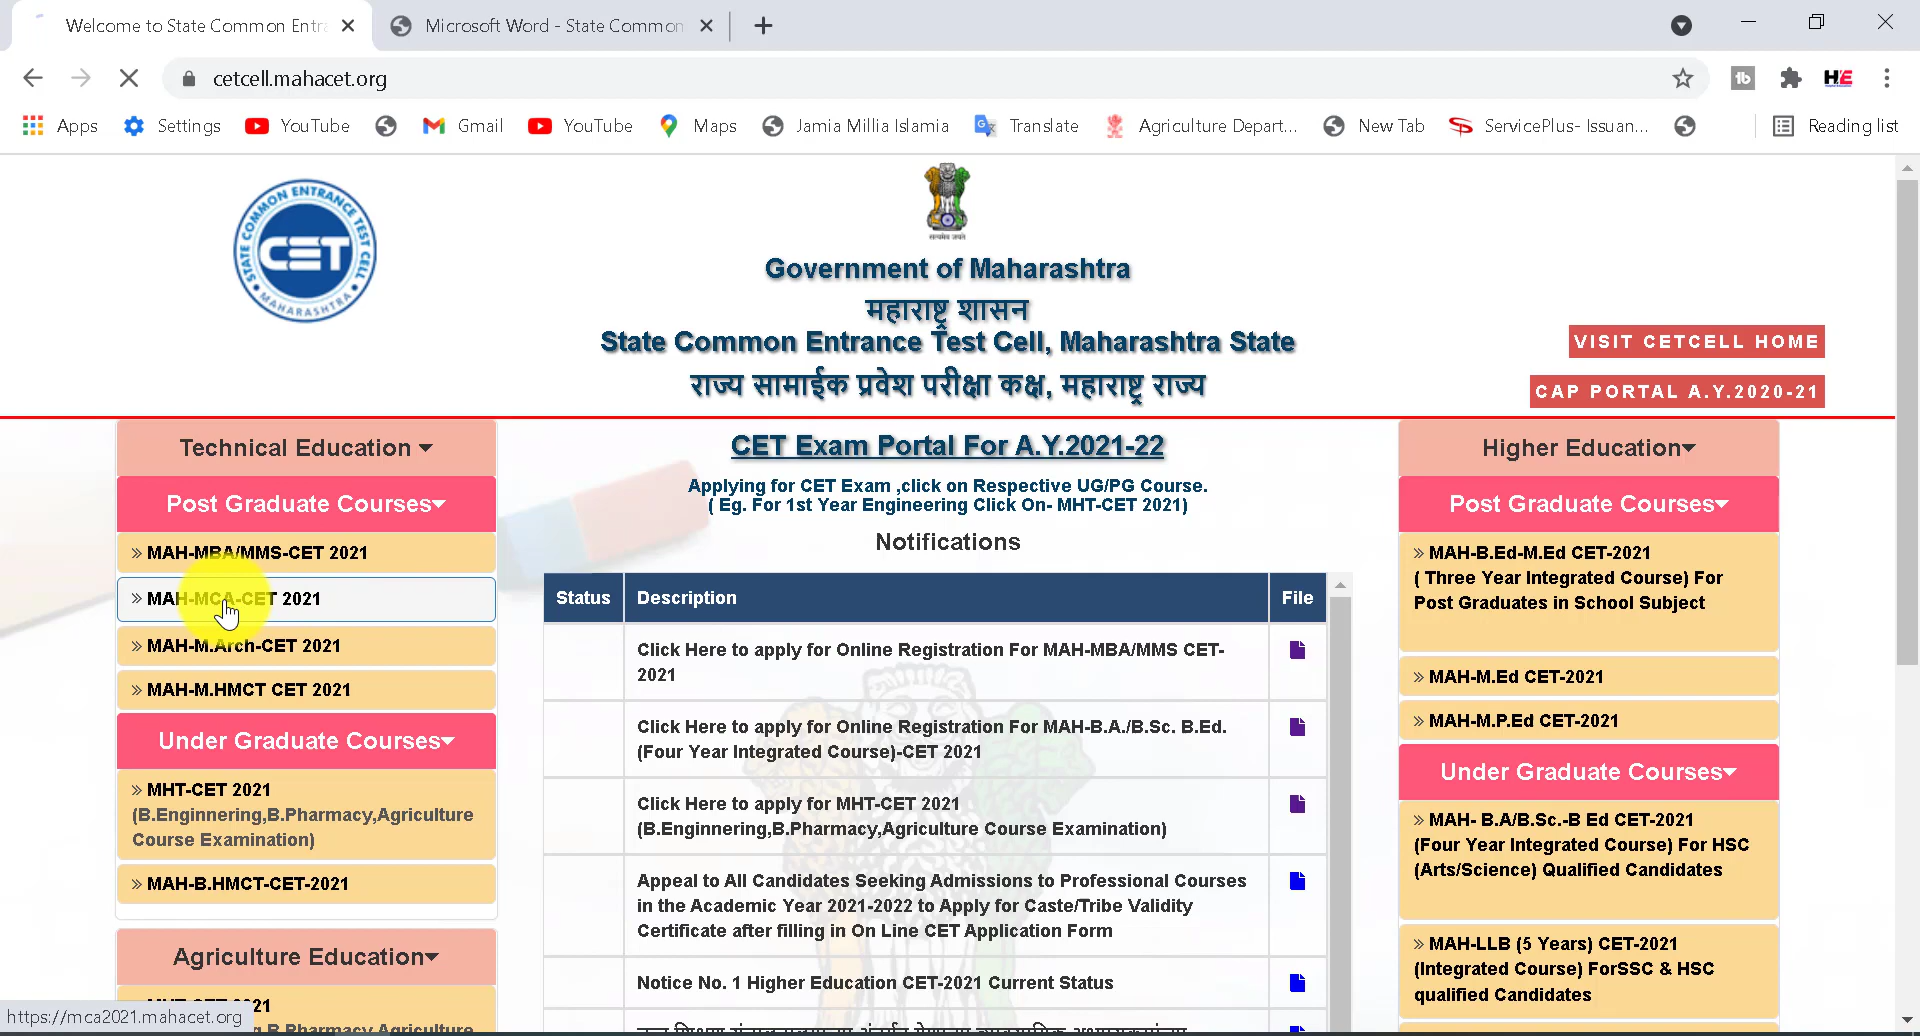 Welcome to State Common Entra
Microsoft Word - State Common
cetcell.mahacet.org
Apps
Settings
YouTube
Gmail
YouTube
Maps
Jamia Millia Islamia
Translate
Agriculture Depart...
New Tab
ServicePlus- Issuan...
Reading list
STATE COMMON ENTRANCE TEST CELL
CET
MAHARASHTRA
सत्यमेव जयते
Government of Maharashtra
महाराष्ट्र शासन
State Common Entrance Test Cell, Maharashtra State
राज्य सामाईक प्रवेश परीक्षा कक्ष, महाराष्ट्र राज्य
VISIT CETCELL HOME
CAP PORTAL A.Y.2020-21
Technical Education
Post Graduate Courses
» MAH-MBA/MMS-CET 2021
» MAH-MCA-CET 2021
» MAH-M.Arch-CET 2021
» MAH-M.HMCT CET 2021
Under Graduate Courses
» MHT-CET 2021
(B.Enginnering,B.Pharmacy,Agriculture
Course Examination)
» MAH-B.HMCT-CET-2021
Agriculture Education
https://mca2021.mahacet.org
CET Exam Portal For A.Y.2021-22
Applying for CET Exam ,click on Respective UG/PG Course.
( Eg. For 1st Year Engineering Click On- MHT-CET 2021)
Notifications
Status Description File
Click Here to apply for Online Registration For MAH-MBA/MMS CET-
2021
Click Here to apply for Online Registration For MAH-B.A./B.Sc. B.Ed.
(Four Year Integrated Course)-CET 2021
Click Here to apply for MHT-CET 2021
(B.Enginnering,B.Pharmacy,Agriculture Course Examination)
Appeal to All Candidates Seeking Admissions to Professional Courses
in the Academic Year 2021-2022 to Apply for Caste/Tribe Validity
Certificate after filling in On Line CET Application Form
Notice No. 1 Higher Education CET-2021 Current Status
Higher Education
Post Graduate Courses
» MAH-B.Ed-M.Ed CET-2021
( Three Year Integrated Course) For
Post Graduates in School Subject
» MAH-M.Ed CET-2021
» MAH-M.P.Ed CET-2021
Under Graduate Courses
» MAH- B.A/B.Sc.-B Ed CET-2021
(Four Year Integrated Course) For HSC
(Arts/Science) Qualified Candidates
» MAH-LLB (5 Years) CET-2021
(Integrated Course) ForSSC & HSC
qualified Candidates